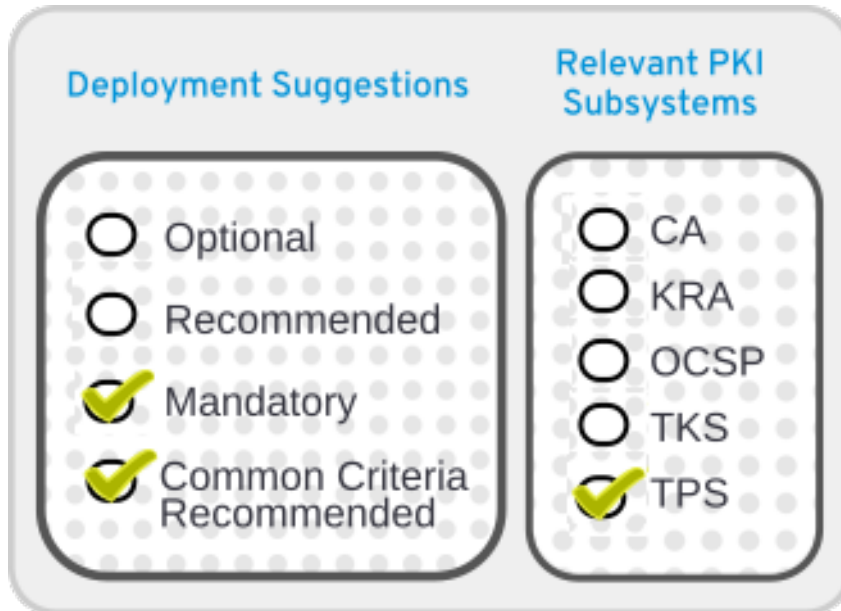 Deployment Suggestions
Relevant PKI
Subsystems
Optional
Recommended
Mandatory
Common Criteria
Recommended
CA
KRA
OCSP
TKS
TPS